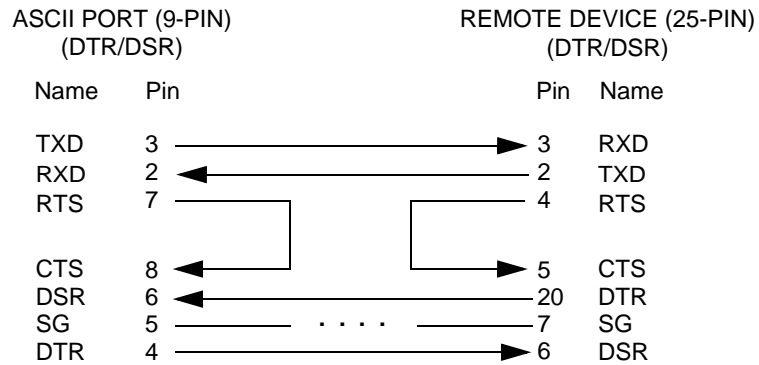 ASCII PORT (9-PIN) REMOTE DEVICE (25-PIN)
(DTR/DSR) (DTR/DSR)
Name Pin Pin Name
TXD 3 3 RXD
RXD 2 2 TXD
RTS 7 4 RTS
CTS 8 5 CTS
DSR 6 20 DTR
SG 5 7 SG
DTR 4 6 DSR